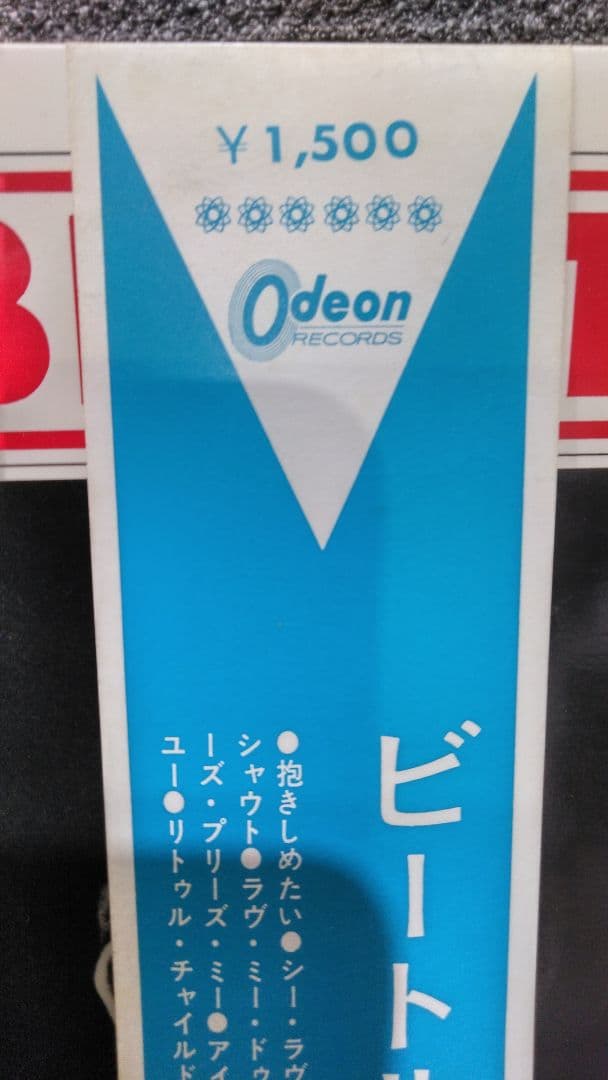 ¥1,500
Odeon
RECORDS
ビート
●抱きしめたい●シー・ラヴ
シャウト●ラヴ・ミー・ドゥ
ーズ・プリーズ・ミー●アイ
ユー●リトゥル・チャイルド